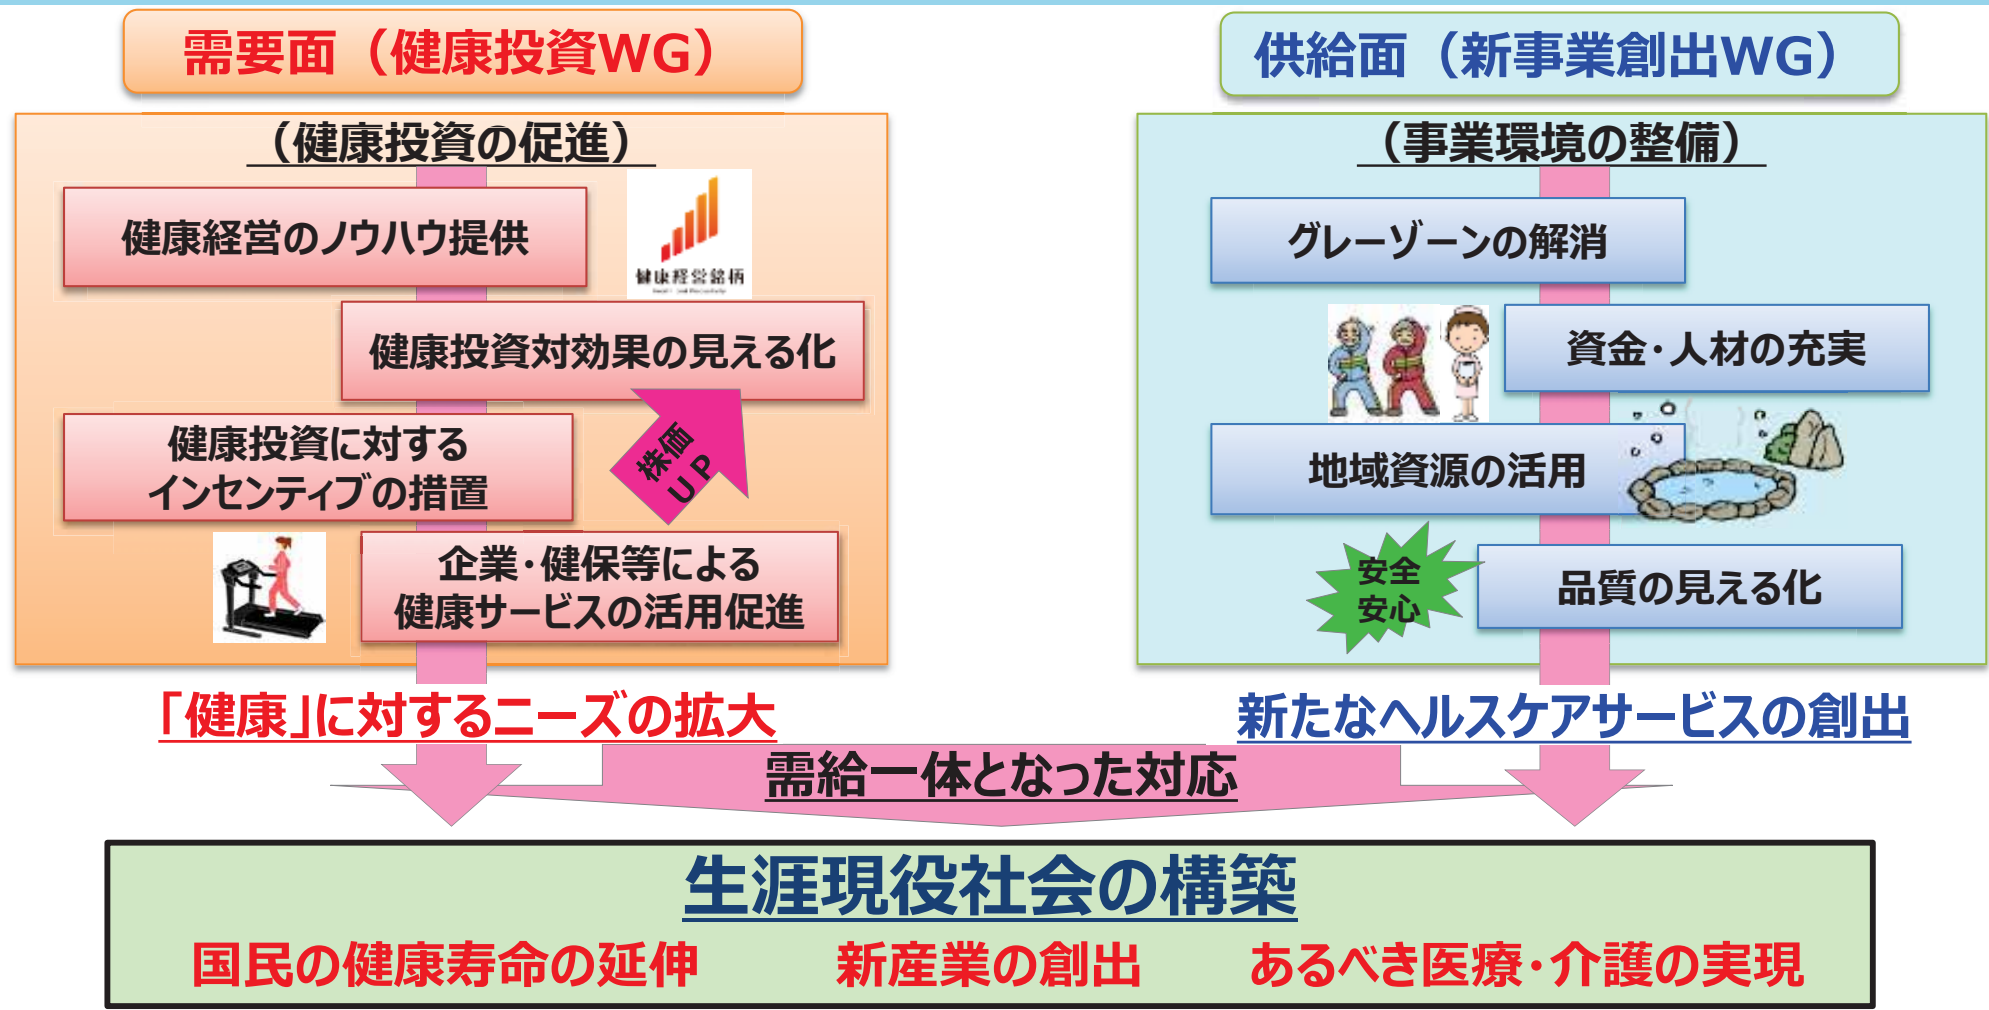 需要面（健康投資WG）
（健康投資の促進）
健康経営のノウハウ提供
健康経営銘柄
健康投資対効果の見える化
健康投資に対する
インセンティブの措置
株価
UP
企業・健保等による
健康サービスの活用促進
「健康」に対するニーズの拡大
供給面（新事業創出WG）
（事業環境の整備）
グレーゾーンの解消
資金・人材の充実
地域資源の活用
安全
安心
品質の見える化
新たなヘルスケアサービスの創出
需給一体となった対応
生涯現役社会の構築
国民の健康寿命の延伸 新産業の創出 あるべき医療・介護の実現